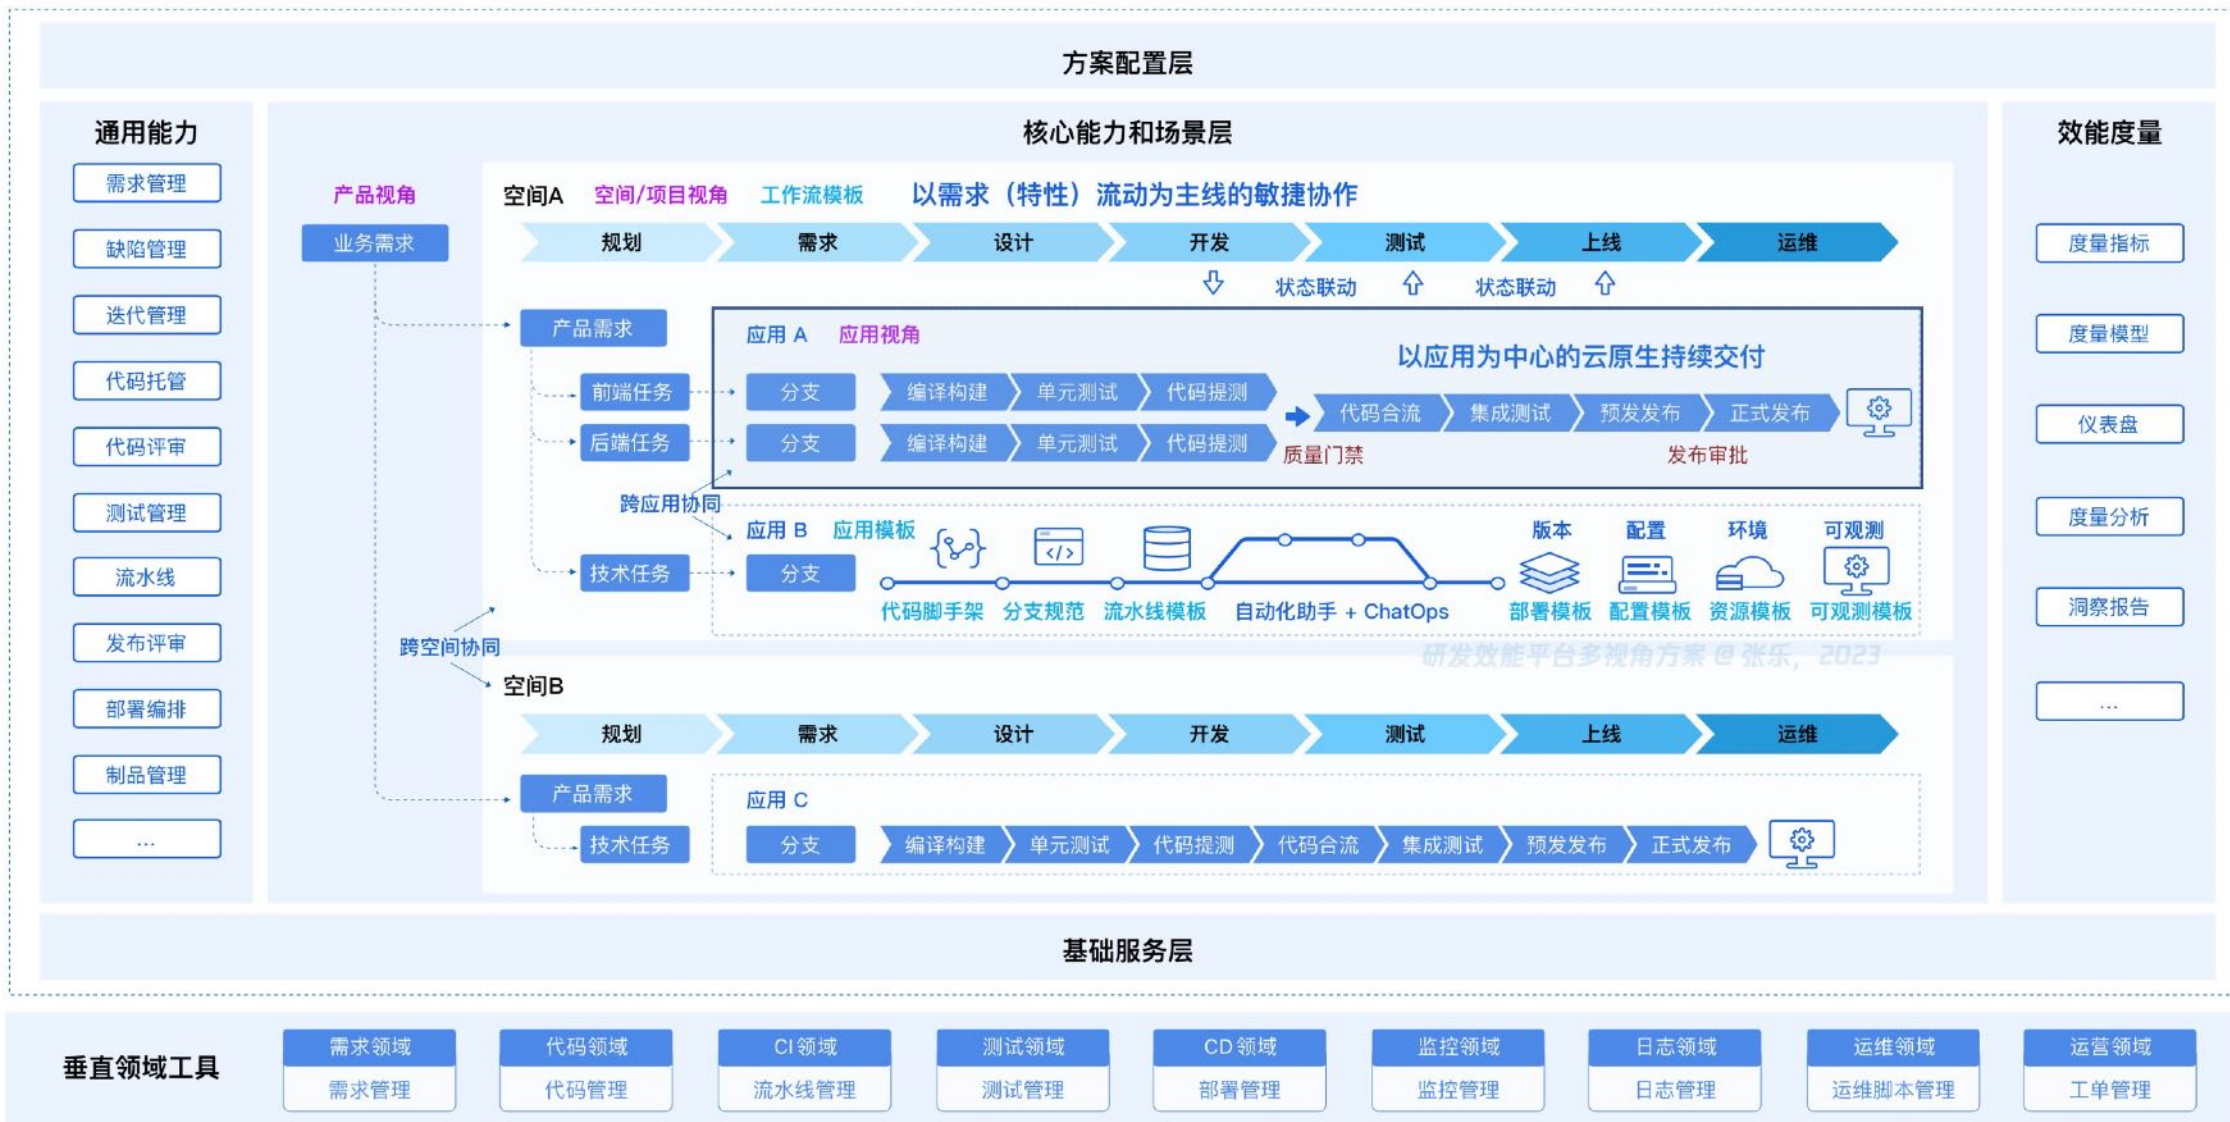 方案配置层
通用能力
需求管理
缺陷管理
迭代管理
代码托管
代码评审
测试管理
流水线
发布评审
部署编排
制品管理
...
核心能力和场景层
产品视角
业务需求
跨空间协同
空间A 空间/项目视角 工作流模板 以需求（特性）流动为主线的敏捷协作
规划 需求 设计 开发 测试 上线 运维
状态联动 状态联动
产品需求
前端任务
后端任务
跨应用协同
技术任务
应用 A 应用视角
以应用为中心的云原生持续交付
分支 编译构建 单元测试 代码提测
分支 编译构建 单元测试 代码提测
代码合流 集成测试 预发发布 正式发布
质量门禁 发布审批
应用 B 应用模板
版本 配置 环境 可观测
分支
代码脚手架 分支规范 流水线模板 自动化助手 + ChatOps 部署模板 配置模板 资源模板 可观测模板
研发效能平台多视角方案 @ 张乐，2023
空间B
规划 需求 设计 开发 测试 上线 运维
产品需求
技术任务
应用 C
分支 编译构建 单元测试 代码提测 代码合流 集成测试 预发发布 正式发布
效能度量
度量指标
度量模型
仪表盘
度量分析
洞察报告
...
基础服务层
垂直领域工具
需求领域 代码领域 CI 领域 测试领域 CD 领域 监控领域 日志领域 运维领域 运营领域
需求管理 代码管理 流水线管理 测试管理 部署管理 监控管理 日志管理 运维脚本管理 工单管理